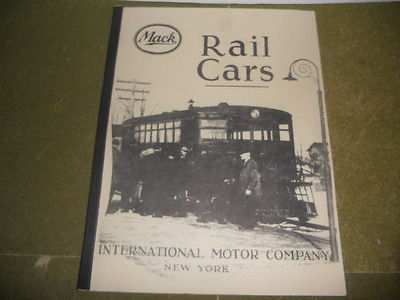 Mack
Rail
Cars
INTERNATIONAL MOTOR COMPANY
NEW YORK